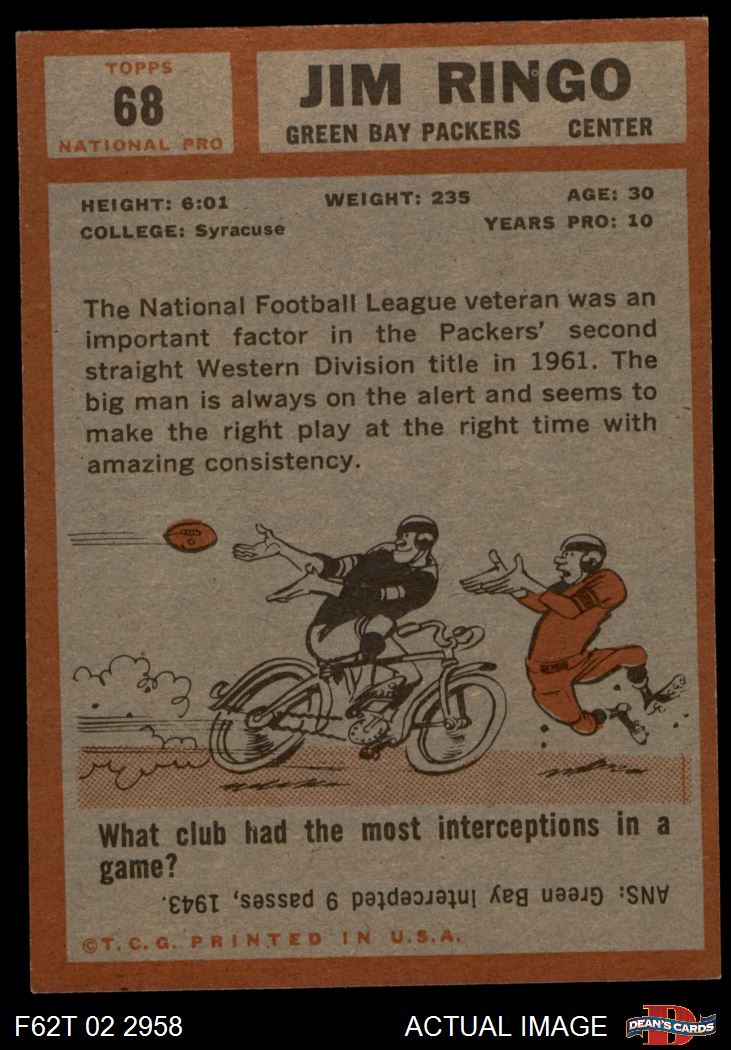 TOPPS
68
NATIONAL PRO
JIM RINGO
GREEN BAY PACKERS CENTER
HEIGHT: 6:01 WEIGHT: 235 AGE: 30
COLLEGE: Syracuse YEARS PRO: 10
The National Football League veteran was an
important factor in the Packers' second
straight Western Division title in 1961. The
big man is always on the alert and seems to
make the right play at the right time with
amazing consistency.
What club had the most interceptions in a
game?
ANS: Green Bay Intercepted 9 passes, 1943.
©T.C.G. PRINTED IN U.S.A.
F62T 02 2958 ACTUAL IMAGE
D
DEAN'S CARDS